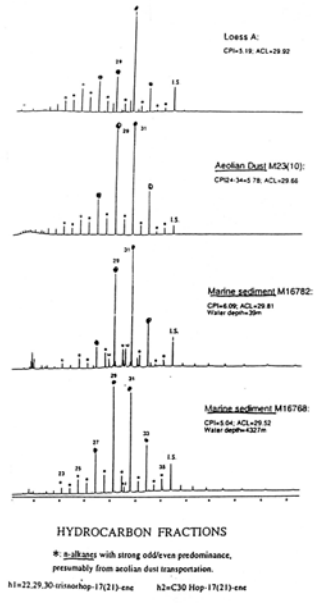 Loess A:
CPI=5.19; ACL=29.92
29
I.S.
Aeolian Dust M23(10):
CPI24-34=5.78; ACL=29.66
29
31
I.S.
Marine sediment M16782:
CPI=6.09; ACL=29.81
Water depth=39m
31
29
I.S.
Marine sediment M16768:
CPI=5.04; ACL=29.52
Water depth=4327m
29
31
33
27
I.S.
23
25
35
HYDROCARBON FRACTIONS
*: n-alkanes with strong odd/even predominance,
presumably from aeolian dust transportation.
h1=22,29,30-trisnorhop-17(21)-ene h2=C30 Hop-17(21)-ene